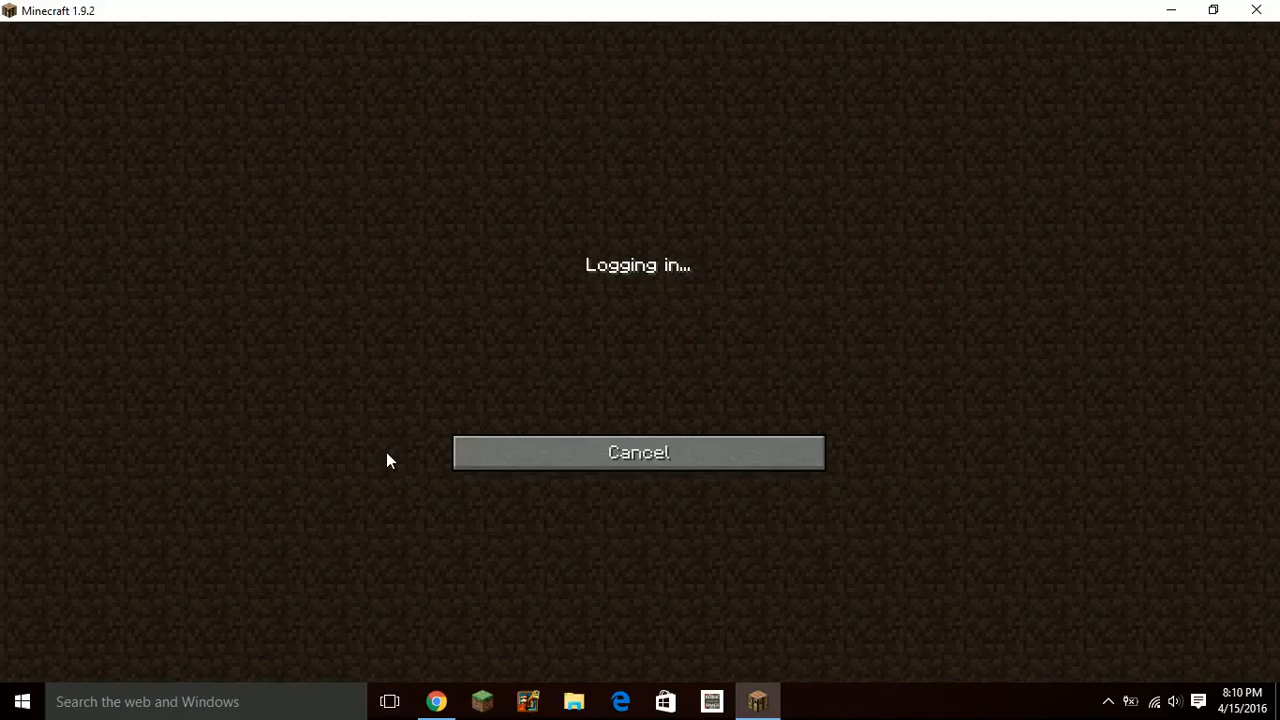 Minecraft 1.9.2
Logging in...
Cancel
Search the web and Windows
8:10 PM
4/15/2016